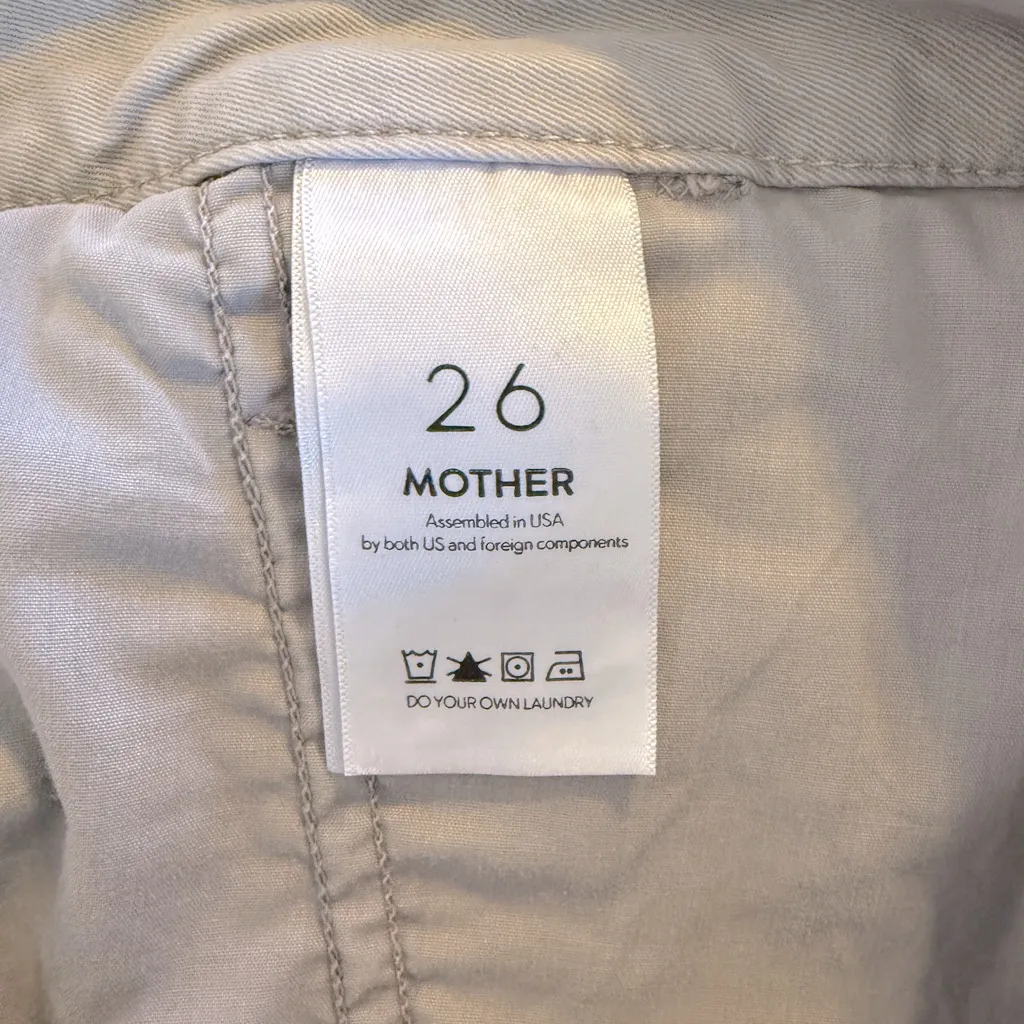 26
MOTHER
Assembled in USA
by both US and foreign components
DO YOUR OWN LAUNDRY